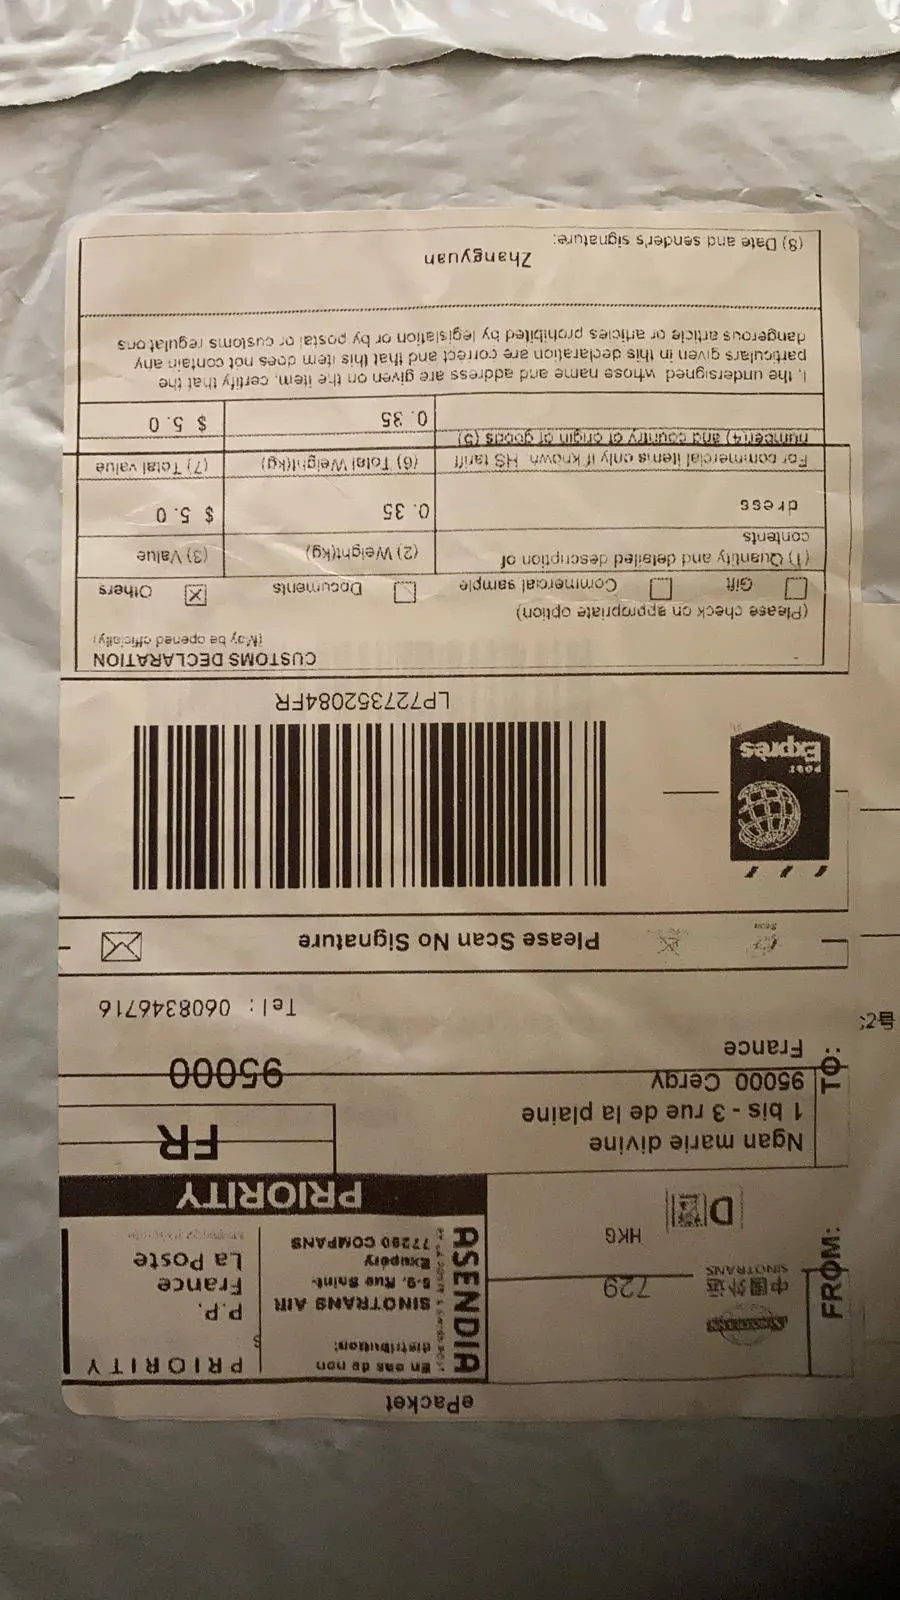 ePacket
FROM:
SINOTRANS
中国外运
SINOTRANS
729
HKG
D
ASENDIA
En cas de non
distribution:
SINOTRANS AIR
5-9, Rue Saint-
Exupéry
77290 COMPANS
PRIORITY
P.P.
France
La Poste
PRIORITY
TO:
Ngan marie divine
1 bis - 3 rue de la plaine
95000 Cergy
France
FR
95000
Tel: 0608346716
Please Scan No Signature
POST
Exprès
LP727352084FR
CUSTOMS DECLARATION
(May be opened officially)
(Please check on appropriate option)
Gift
Commercial sample
Documents
Others
(1) Quantity and detailed description of
contents
(2) Weight(kg)
(3) Value
dress
0.35
$ 5.0
For commercial items only if known, HS tariff
number(4) and country of origin of goods (5)
(6) Total Weight(kg)
(7) Total value
0.35
$ 5.0
I, the undersigned whose name and address are given on the item, certify that the
particulars given in this declaration are correct and that this item does not contain any
dangerous article or articles prohibited by legislation or by postal or customs regulations
(8) Date and sender's signature:
Zhangyuan
2号